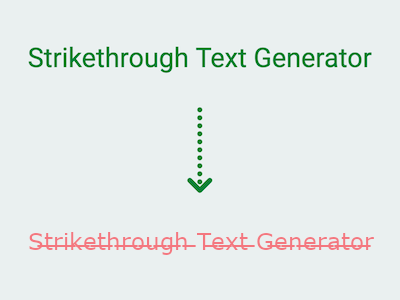 Strikethrough Text Generator
S̶t̶r̶i̶k̶e̶t̶h̶r̶o̶u̶g̶h̶ ̶T̶e̶x̶t̶ ̶G̶e̶n̶e̶r̶a̶t̶o̶r̶